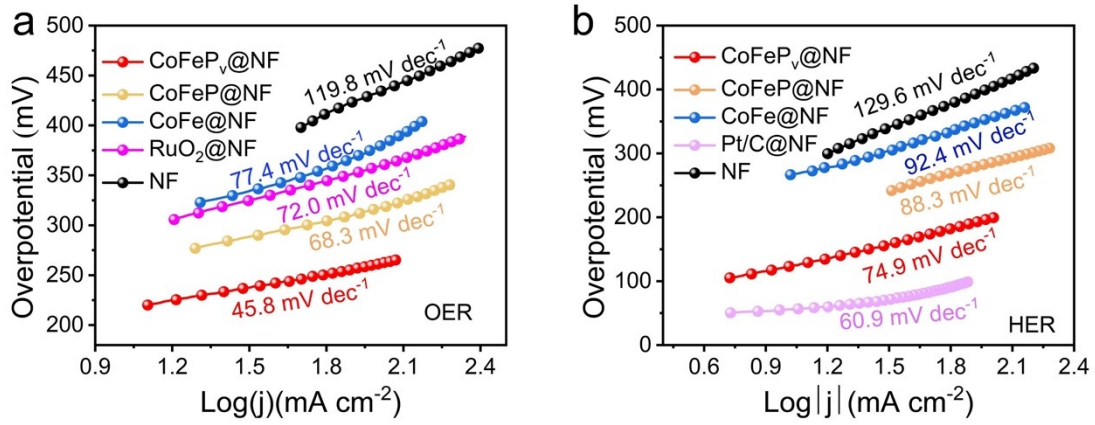 a
Overpotential (mV)
500
450
400
350
300
250
200
CoFePᵥ@NF
CoFeP@NF
CoFe@NF
RuO₂@NF
NF
119.8 mV dec⁻¹
77.4 mV dec⁻¹
72.0 mV dec⁻¹
68.3 mV dec⁻¹
45.8 mV dec⁻¹
OER
0.9 1.2 1.5 1.8 2.1 2.4
Log(j)(mA cm⁻²)
b
Overpotential (mV)
500
400
300
200
100
0
CoFePᵥ@NF
CoFeP@NF
CoFe@NF
Pt/C@NF
NF
129.6 mV dec⁻¹
92.4 mV dec⁻¹
88.3 mV dec⁻¹
74.9 mV dec⁻¹
60.9 mV dec⁻¹
HER
0.6 0.9 1.2 1.5 1.8 2.1 2.4
Log|j| (mA cm⁻²)